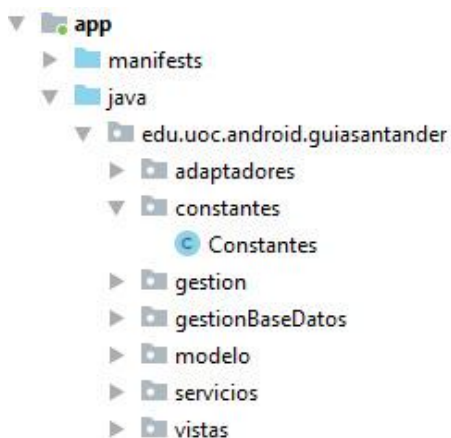 app
manifests
java
edu.uoc.android.guiasantander
adaptadores
constantes
C Constantes
gestion
gestionBaseDatos
modelo
servicios
vistas